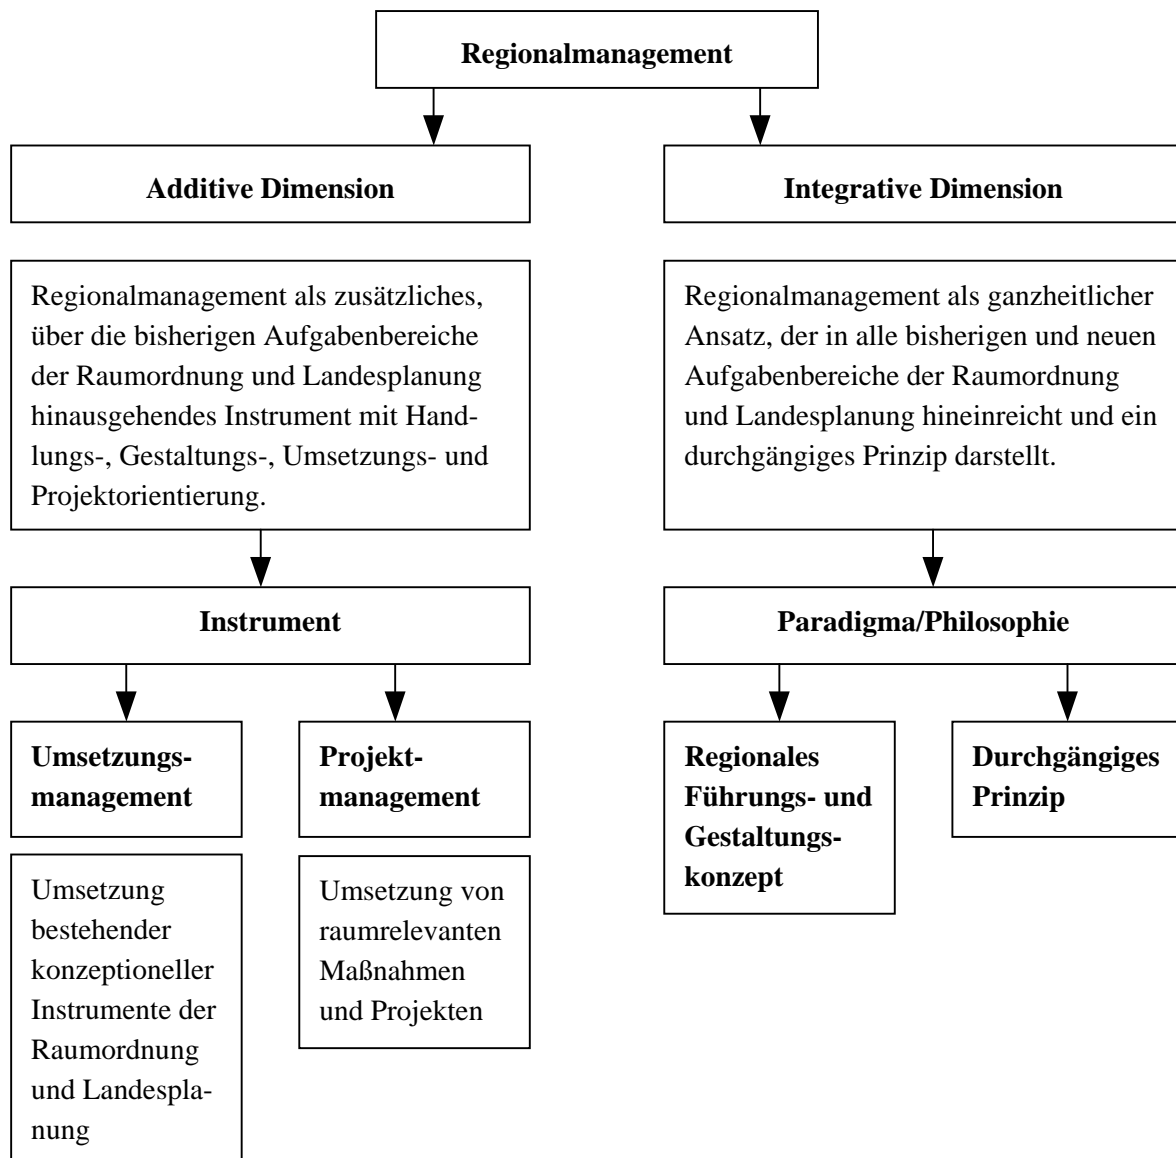 Regionalmanagement
Additive Dimension
Integrative Dimension
Regionalmanagement als zusätzliches,
über die bisherigen Aufgabenbereiche
der Raumordnung und Landesplanung
hinausgehendes Instrument mit Hand-
lungs-, Gestaltungs-, Umsetzungs- und
Projektorientierung.
Regionalmanagement als ganzheitlicher
Ansatz, der in alle bisherigen und neuen
Aufgabenbereiche der Raumordnung
und Landesplanung hineinreicht und ein
durchgängiges Prinzip darstellt.
Instrument
Paradigma/Philosophie
Umsetzungs-
management
Projekt-
management
Regionales
Führungs- und
Gestaltungs-
konzept
Durchgängiges
Prinzip
Umsetzung
bestehender
konzeptioneller
Instrumente der
Raumordnung
und Landespla-
nung
Umsetzung von
raumrelevanten
Maßnahmen
und Projekten